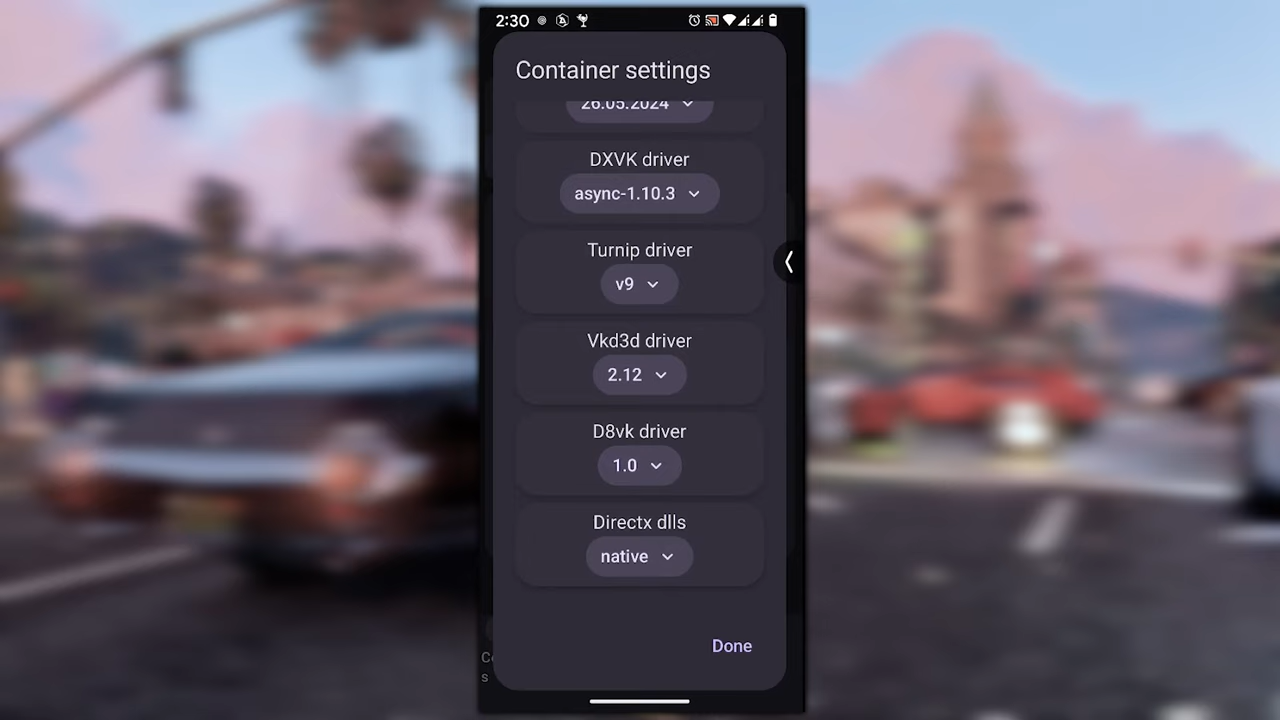 2:30
Container settings
26.05.2024
DXVK driver
async-1.10.3
Turnip driver
v9
Vkd3d driver
2.12
D8vk driver
1.0
Directx dlls
native
Done